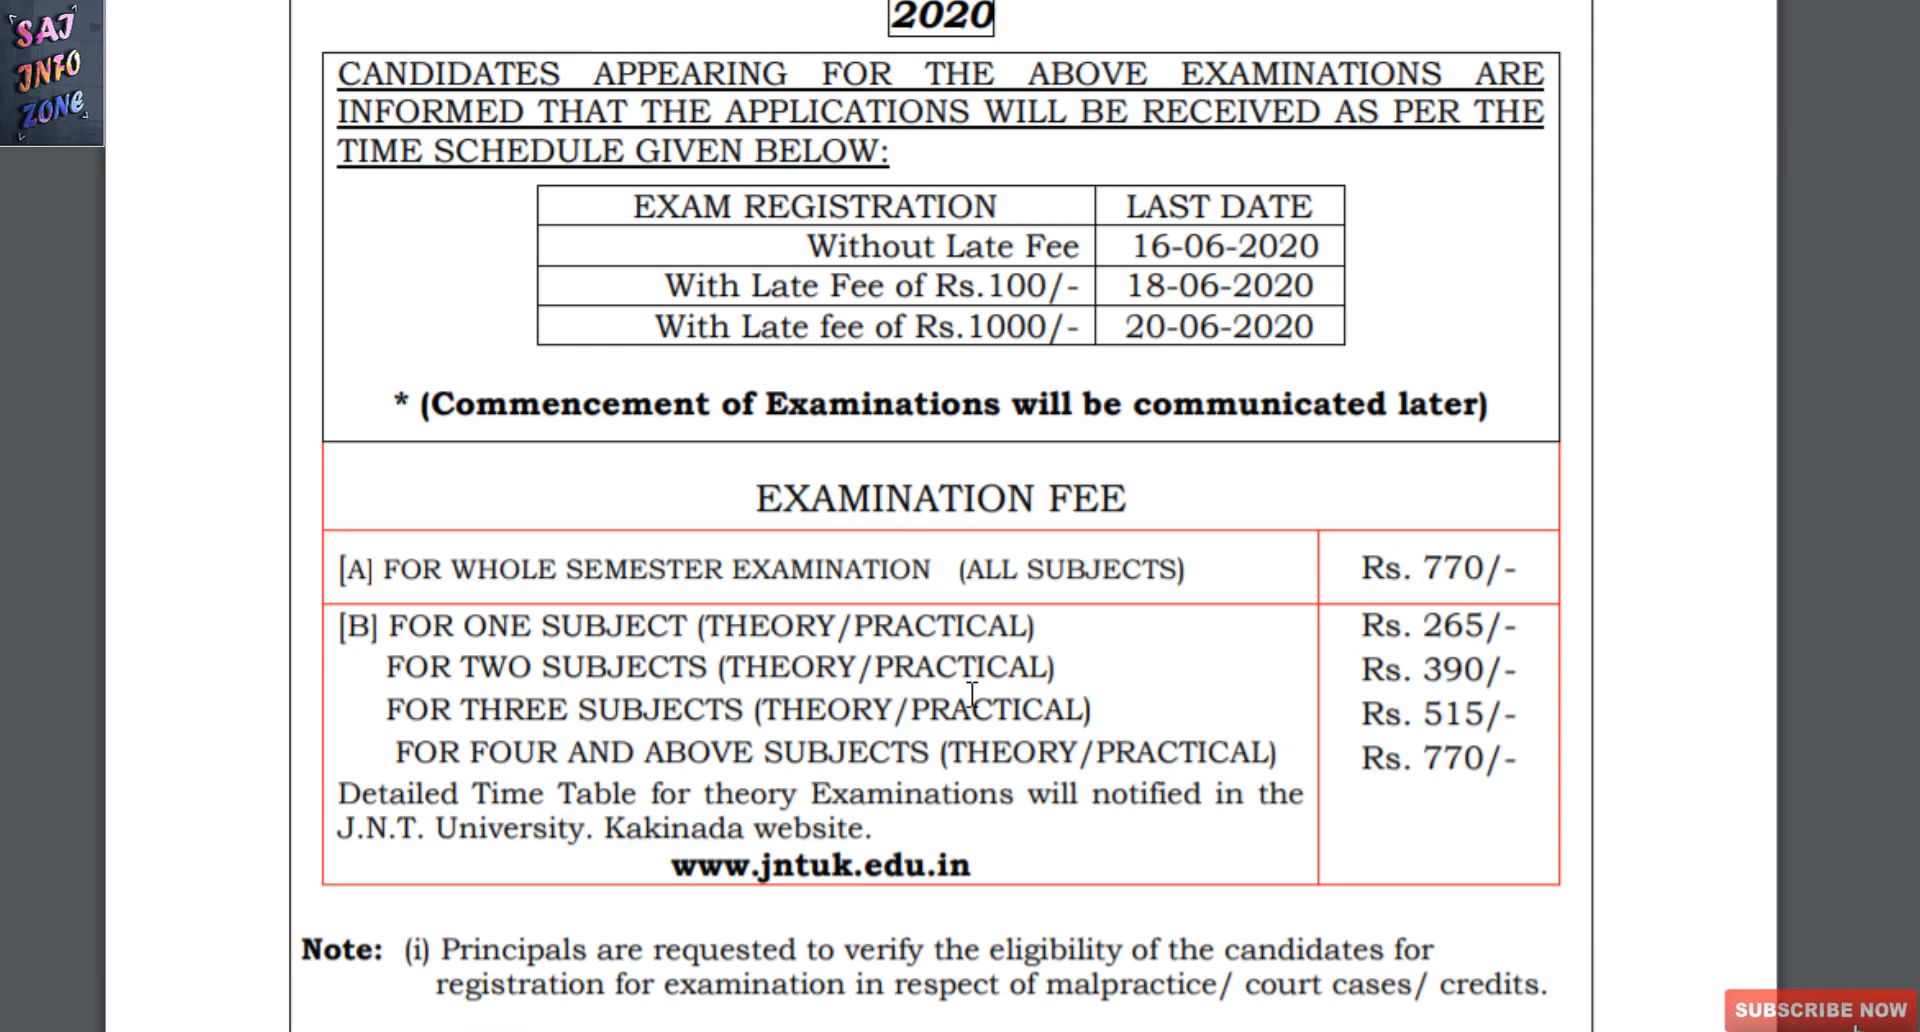 SAJ
INFO
ZONE
2020
CANDIDATES APPEARING FOR THE ABOVE EXAMINATIONS ARE
INFORMED THAT THE APPLICATIONS WILL BE RECEIVED AS PER THE
TIME SCHEDULE GIVEN BELOW:
EXAM REGISTRATION LAST DATE
Without Late Fee 16-06-2020
With Late Fee of Rs.100/- 18-06-2020
With Late fee of Rs.1000/- 20-06-2020
* (Commencement of Examinations will be communicated later)
EXAMINATION FEE
[A] FOR WHOLE SEMESTER EXAMINATION (ALL SUBJECTS) Rs. 770/-
[B] FOR ONE SUBJECT (THEORY/PRACTICAL) Rs. 265/-
FOR TWO SUBJECTS (THEORY/PRACTICAL) Rs. 390/-
FOR THREE SUBJECTS (THEORY/PRACTICAL) Rs. 515/-
FOR FOUR AND ABOVE SUBJECTS (THEORY/PRACTICAL) Rs. 770/-
Detailed Time Table for theory Examinations will notified in the
J.N.T. University. Kakinada website.
www.jntuk.edu.in
Note: (i) Principals are requested to verify the eligibility of the candidates for
registration for examination in respect of malpractice/ court cases/ credits.
SUBSCRIBE NOW